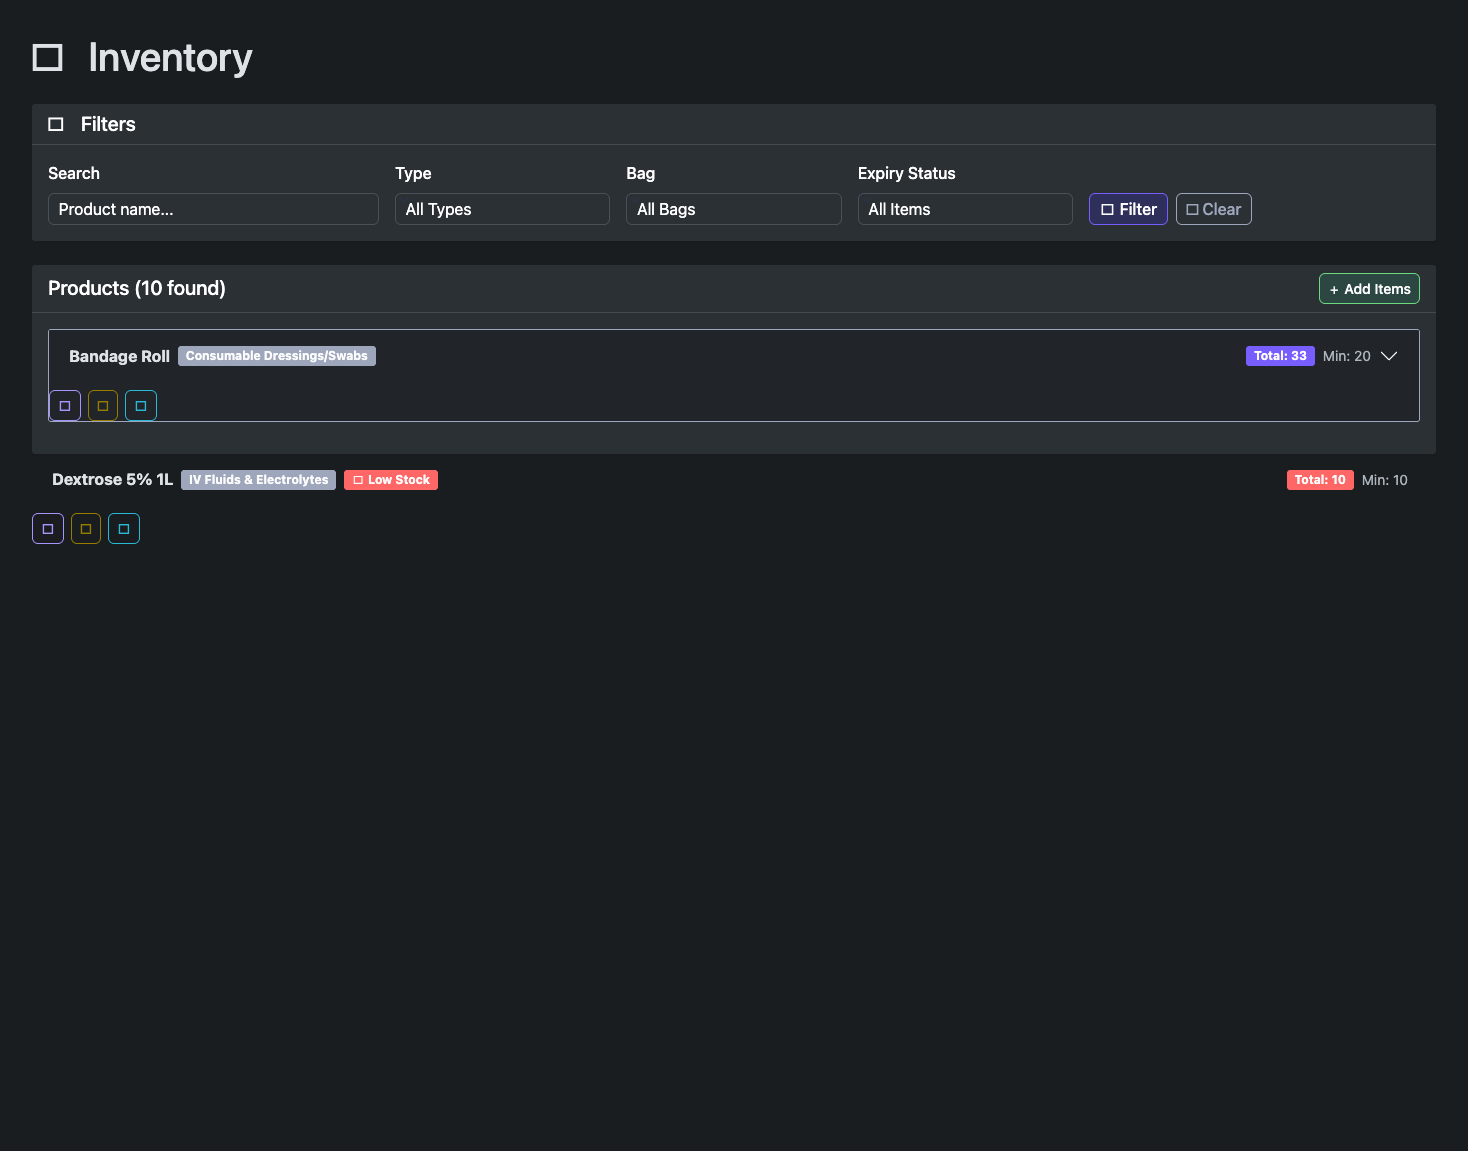 Inventory
Filters
Search Type Bag Expiry Status
Product name... All Types All Bags All Items Filter Clear
Products (10 found) + Add Items
Bandage Roll Consumable Dressings/Swabs Total: 33 Min: 20
Dextrose 5% 1L IV Fluids & Electrolytes Low Stock Total: 10 Min: 10